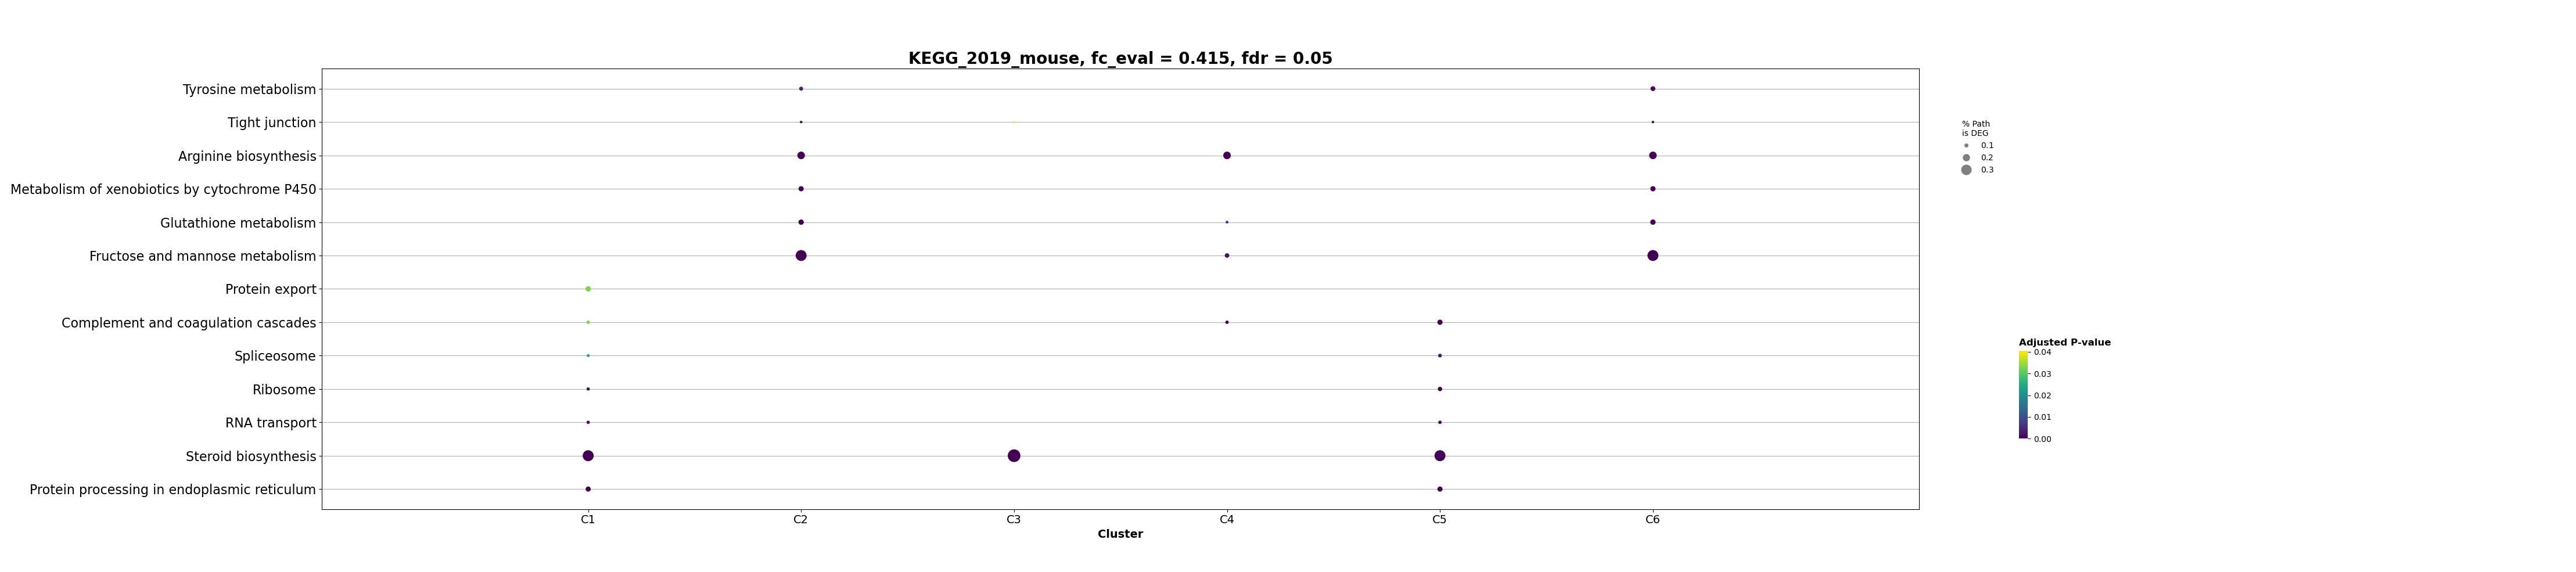 KEGG_2019_mouse, fc_eval = 0.415, fdr = 0.05
Tyrosine metabolism
Tight junction
Arginine biosynthesis
Metabolism of xenobiotics by cytochrome P450
Glutathione metabolism
Fructose and mannose metabolism
Protein export
Complement and coagulation cascades
Spliceosome
Ribosome
RNA transport
Steroid biosynthesis
Protein processing in endoplasmic reticulum
C1
C2
C3
C4
C5
C6
Cluster
% Path
is DEG
0.1
0.2
0.3
Adjusted P-value
0.04
0.03
0.02
0.01
0.00